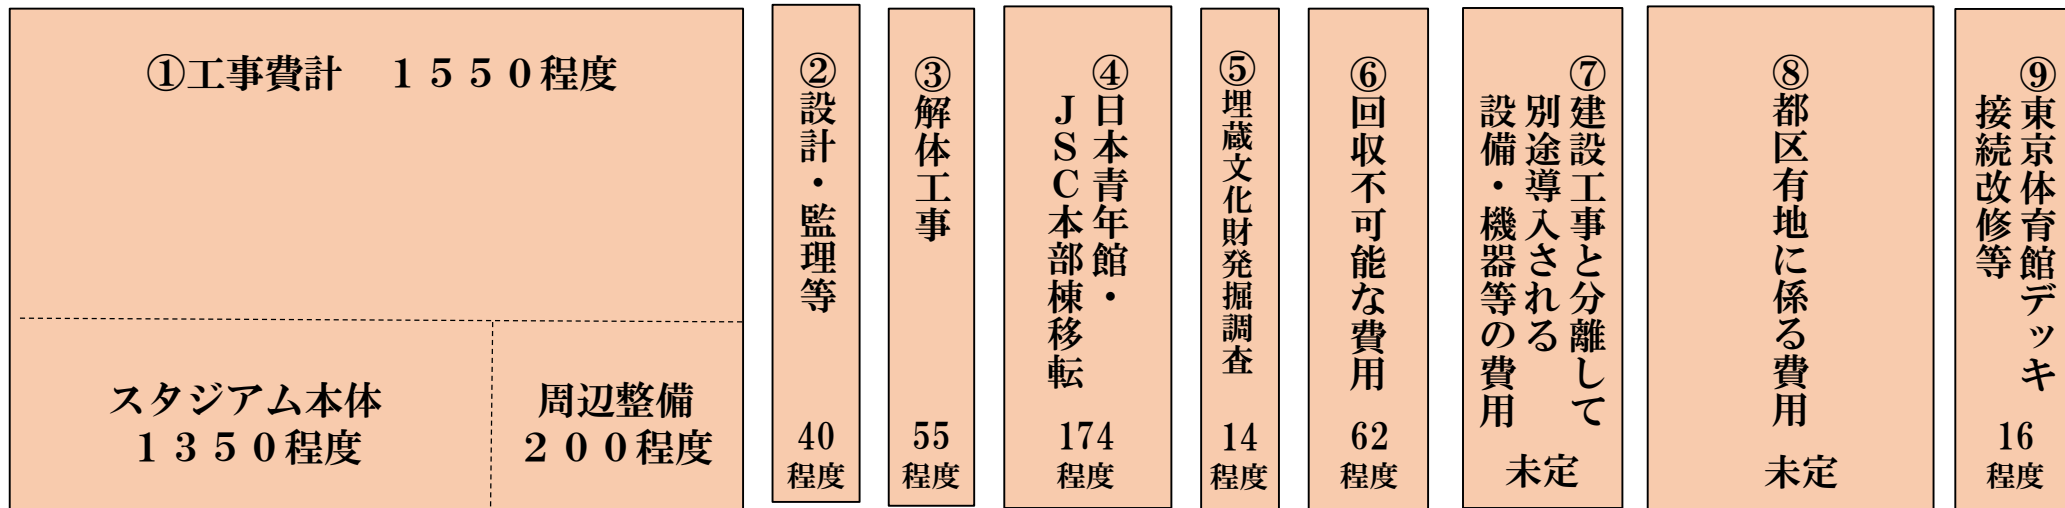 ①工事費計　１５５０程度
スタジアム本体
１３５０程度
周辺整備
２００程度
②設計・監理等
40
程度
③解体工事
55
程度
④日本青年館・
ＪＳＣ本部棟移転
174
程度
⑤埋蔵文化財発掘調査
14
程度
⑥回収不可能な費用
62
程度
⑦建設工事と分離して
別途導入される
設備・機器等の費用
未定
⑧都区有地に係る費用
未定
⑨東京体育館デッキ
接続改修等
16
程度